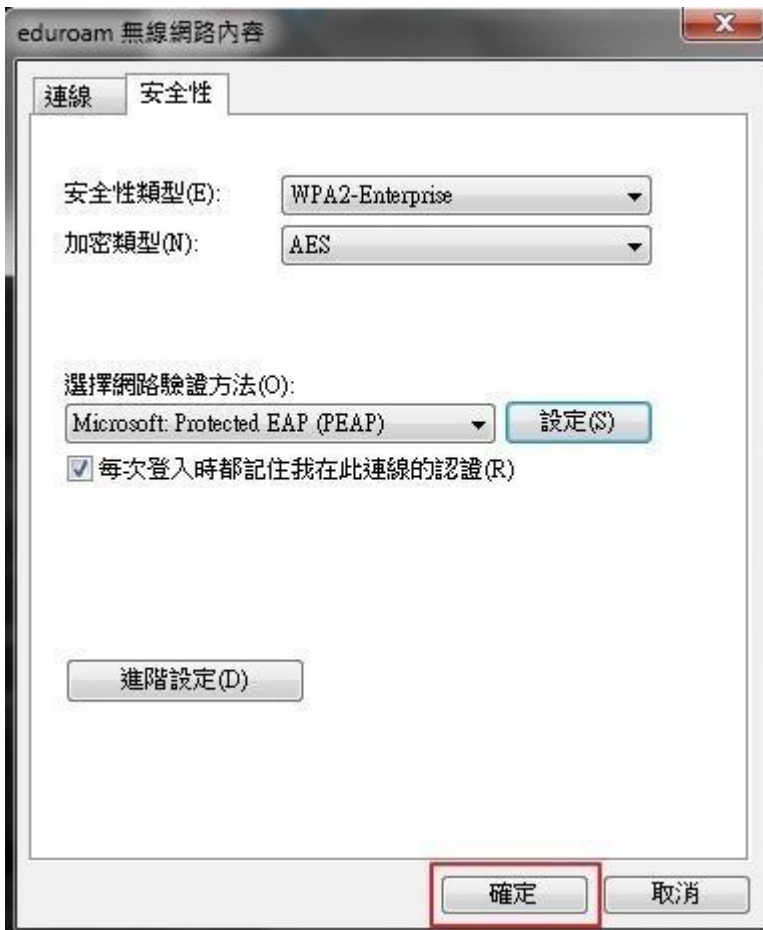 eduroam 無線網路內容
連線 安全性
安全性類型(E): WPA2-Enterprise
加密類型(N): AES
選擇網路驗證方法(O):
Microsoft: Protected EAP (PEAP) 設定(S)
每次登入時都記住我在此連線的認證(R)
進階設定(D)
確定 取消